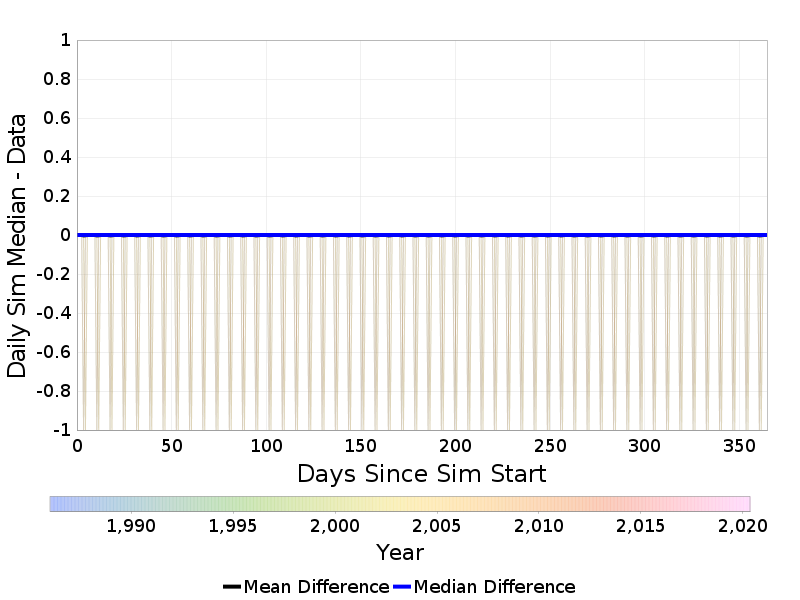 Daily Sim Median - Data
1
0.8
0.6
0.4
0.2
0
-0.2
-0.4
-0.6
-0.8
-1
0 50 100 150 200 250 300 350
Days Since Sim Start
1,990 1,995 2,000 2,005 2,010 2,015 2,020
Year
Mean Difference Median Difference